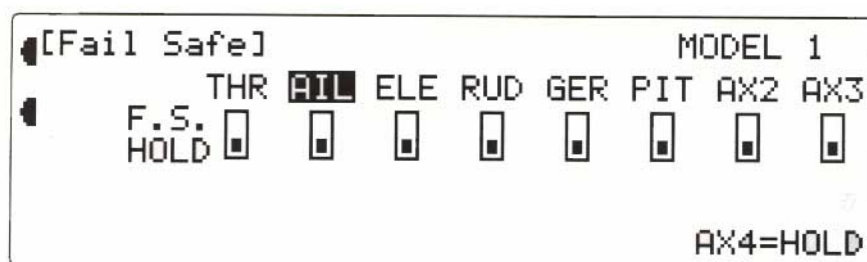 [Fail Safe] MODEL 1
THR AIL ELE RUD GER PIT AX2 AX3
F.S.
HOLD
AX4=HOLD